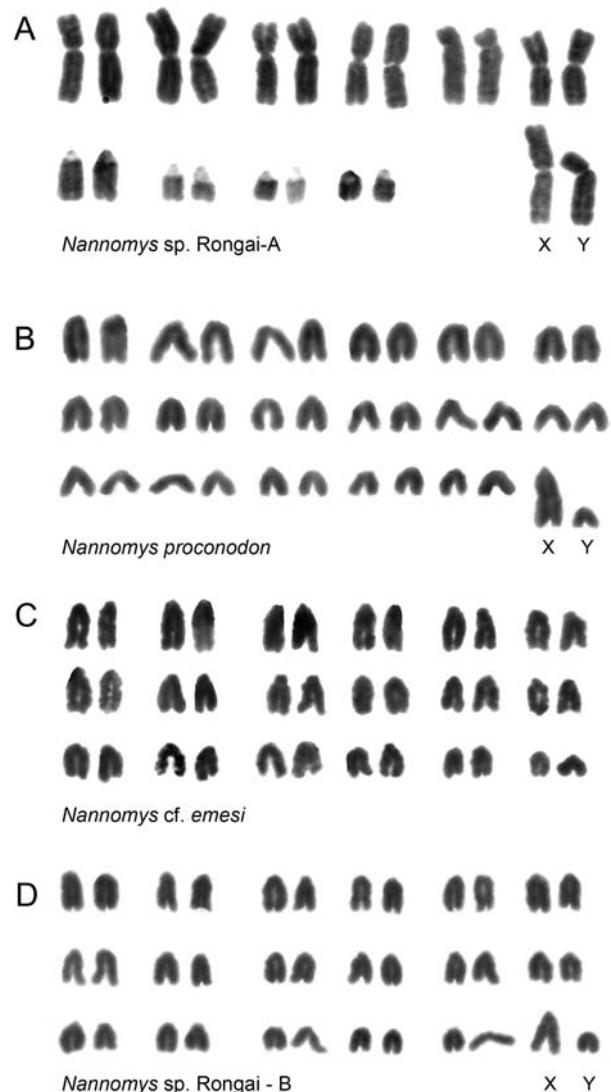 A
Nannomys sp. Rongai-A
X Y
B
Nannomys proconodon
X Y
C
Nannomys cf. emesi
D
Nannomys sp. Rongai - B
X Y